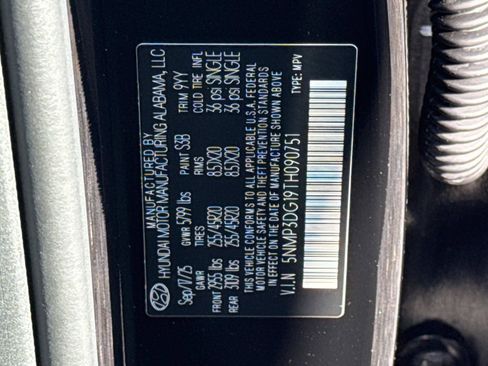 MANUFACTURED BY
HYUNDAI MOTOR MANUFACTURING ALABAMA, LLC
Sep/17/25 GVWR 5799 lbs PAINT S3B TRIM 9YY
GAWR TIRES RIMS COLD TIRE INFL
FRONT 2955 lbs 255/45R20 8.5JX20 36 psi SINGLE
REAR 3109 lbs 255/45R20 8.5JX20 36 psi SINGLE
THIS VEHICLE CONFORMS TO ALL APPLICABLE U.S.A. FEDERAL
MOTOR VEHICLE SAFETY, BUMPER AND THEFT PREVENTION STANDARDS
IN EFFECT ON THE DATE OF MANUFACTURE SHOWN ABOVE
V.I.N 5NMP3DG19TH090751 TYPE: MPV